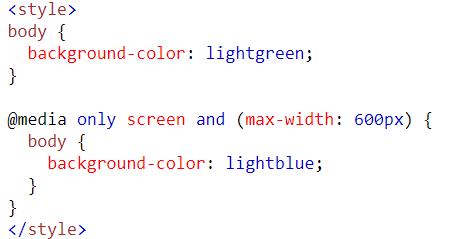 <style>
body {
  background-color: lightgreen;
}

@media only screen and (max-width: 600px) {
  body {
    background-color: lightblue;
  }
}
</style>